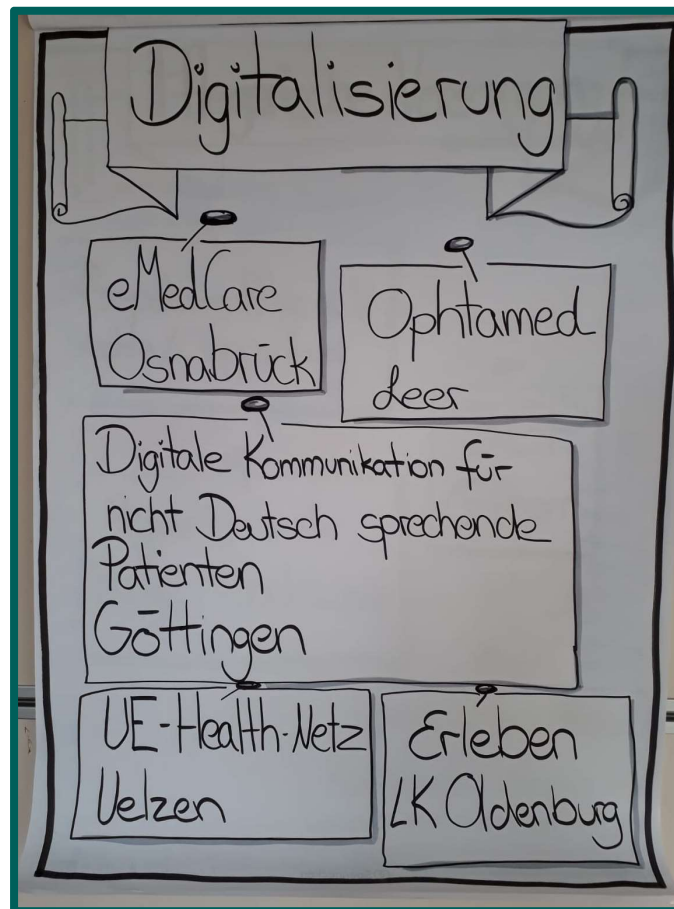 Digitalisierung
eMedCare
Osnabrück
Ophtamed
Leer
Digitale Kommunikation für
nicht Deutsch sprechende
Patienten
Göttingen
UE-Health-Netz
Uelzen
Erleben
LK Oldenburg